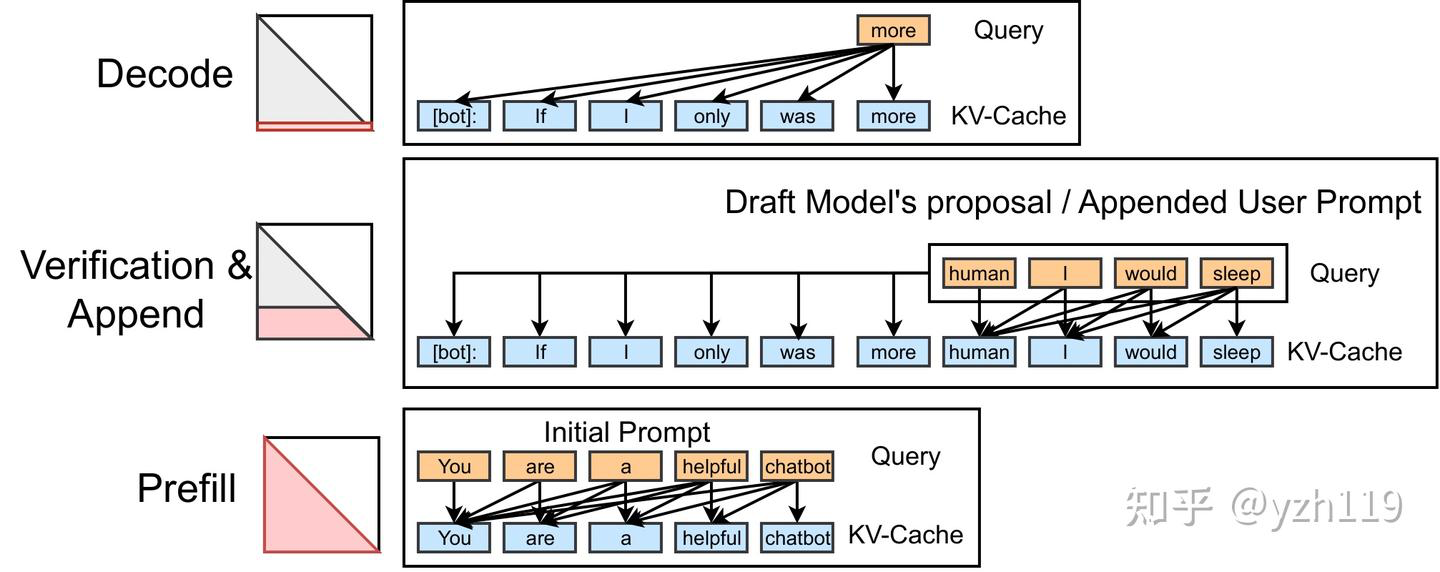 Decode
more
Query
[bot]: If I only was more KV-Cache
Draft Model's proposal / Appended User Prompt
Verification &
Append
human I would sleep Query
[bot]: If I only was more human I would sleep KV-Cache
Initial Prompt
Prefill
You are a helpful chatbot Query
You are a helpful chatbot KV-Cache
知乎 @yzh119